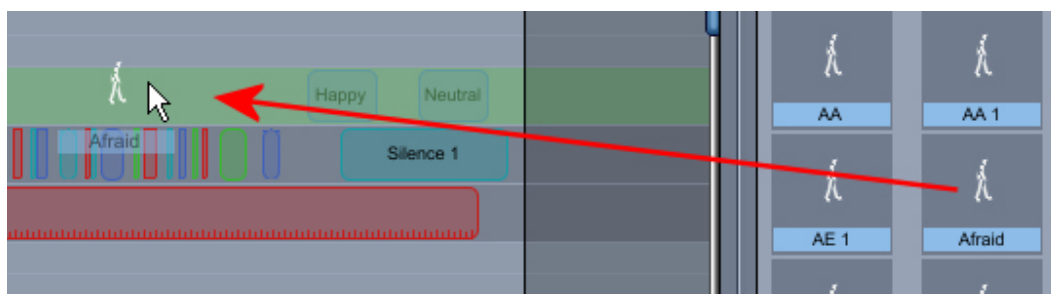 Happy
Neutral
Afraid
Silence 1
AA
AA 1
AE 1
Afraid